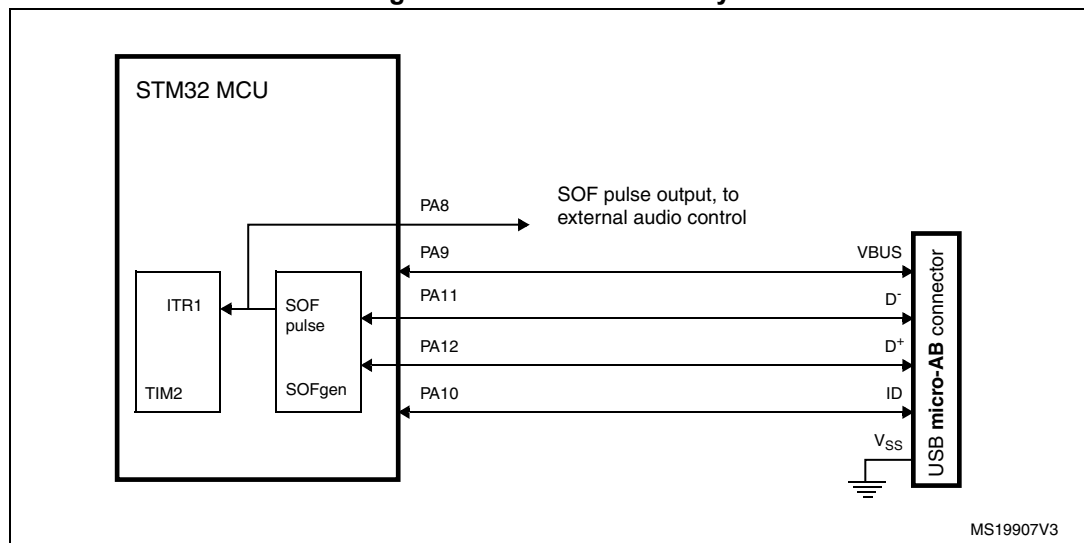 STM32 MCU
PA8
SOF pulse output, to
external audio control
PA9
VBUS
ITR1
SOF
pulse
PA11
D-
PA12
D+
TIM2
SOFgen
PA10
ID
VSS
USB micro-AB connector
MS19907V3